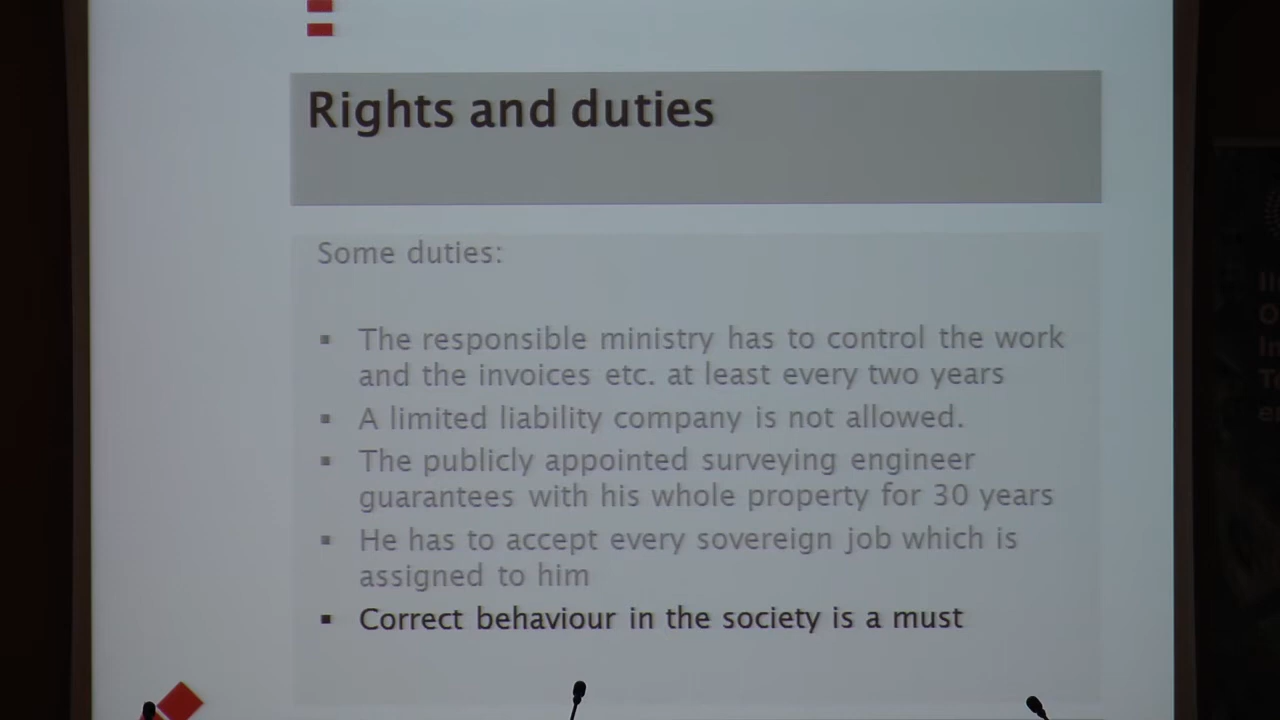 Rights and duties
Some duties:
▪ The responsible ministry has to control the work
and the invoices etc. at least every two years
▪ A limited liability company is not allowed.
▪ The publicly appointed surveying engineer
guarantees with his whole property for 30 years
▪ He has to accept every sovereign job which is
assigned to him
▪ Correct behaviour in the society is a must